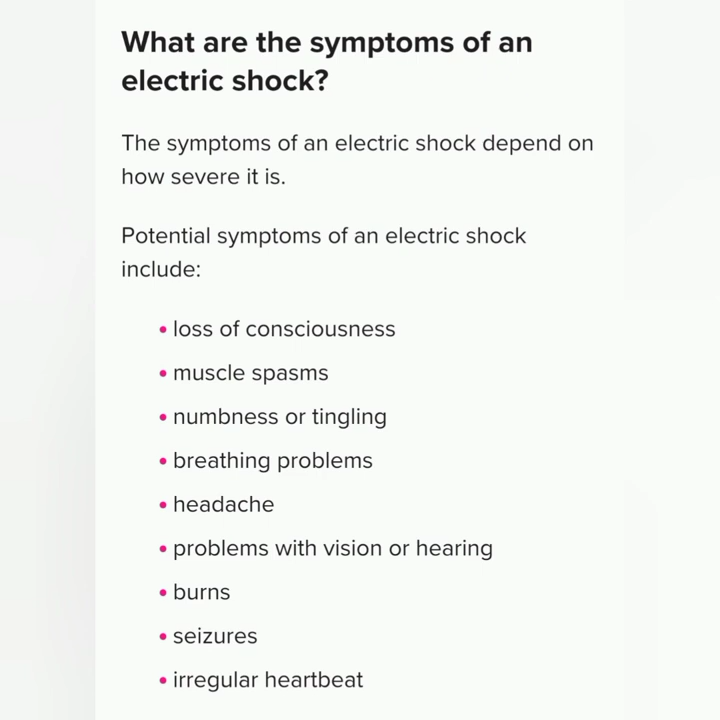 What are the symptoms of an
electric shock?
The symptoms of an electric shock depend on
how severe it is.
Potential symptoms of an electric shock
include:
• loss of consciousness
• muscle spasms
• numbness or tingling
• breathing problems
• headache
• problems with vision or hearing
• burns
• seizures
• irregular heartbeat